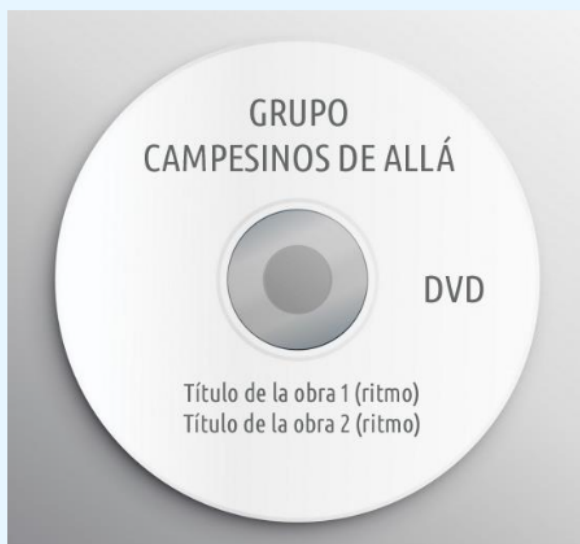 GRUPO
CAMPESINOS DE ALLÁ
DVD
Título de la obra 1 (ritmo)
Título de la obra 2 (ritmo)